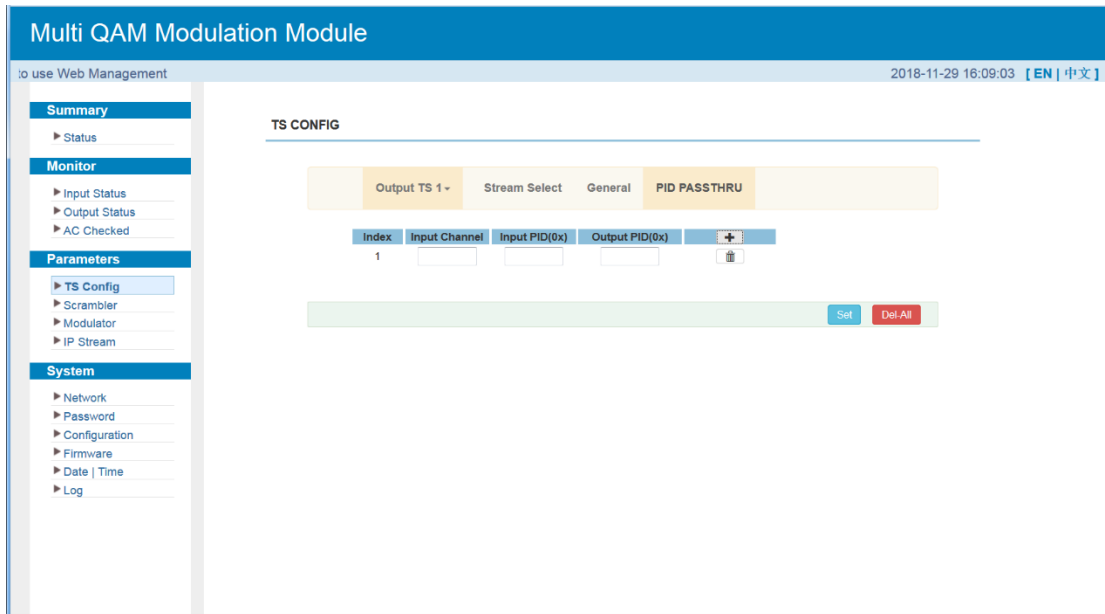 Multi QAM Modulation Module
to use Web Management 2018-11-29 16:09:03 [ EN | 中文 ]
Summary
Status
Monitor
Input Status
Output Status
AC Checked
Parameters
TS Config
Scrambler
Modulator
IP Stream
System
Network
Password
Configuration
Firmware
Date | Time
Log
TS CONFIG
Output TS 1 Stream Select General PID PASSTHRU
Index Input Channel Input PID(0x) Output PID(0x) +
1
Set Del-All